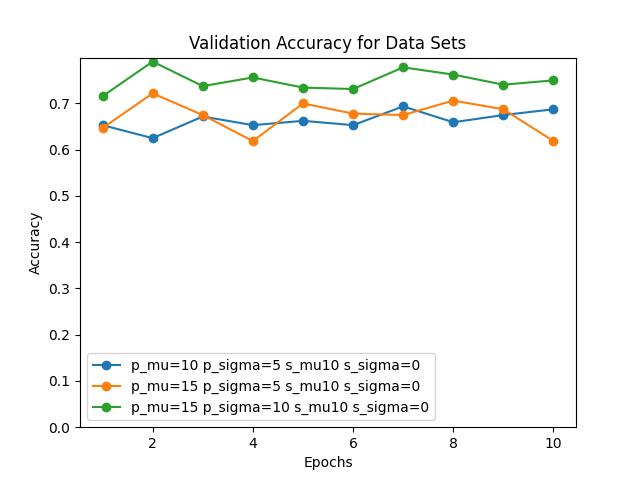 Validation Accuracy for Data Sets
Accuracy
0.7
0.6
0.5
0.4
0.3
0.2
0.1
0.0
p_mu=10 p_sigma=5 s_mu10 s_sigma=0
p_mu=15 p_sigma=5 s_mu10 s_sigma=0
p_mu=15 p_sigma=10 s_mu10 s_sigma=0
2 4 6 8 10
Epochs